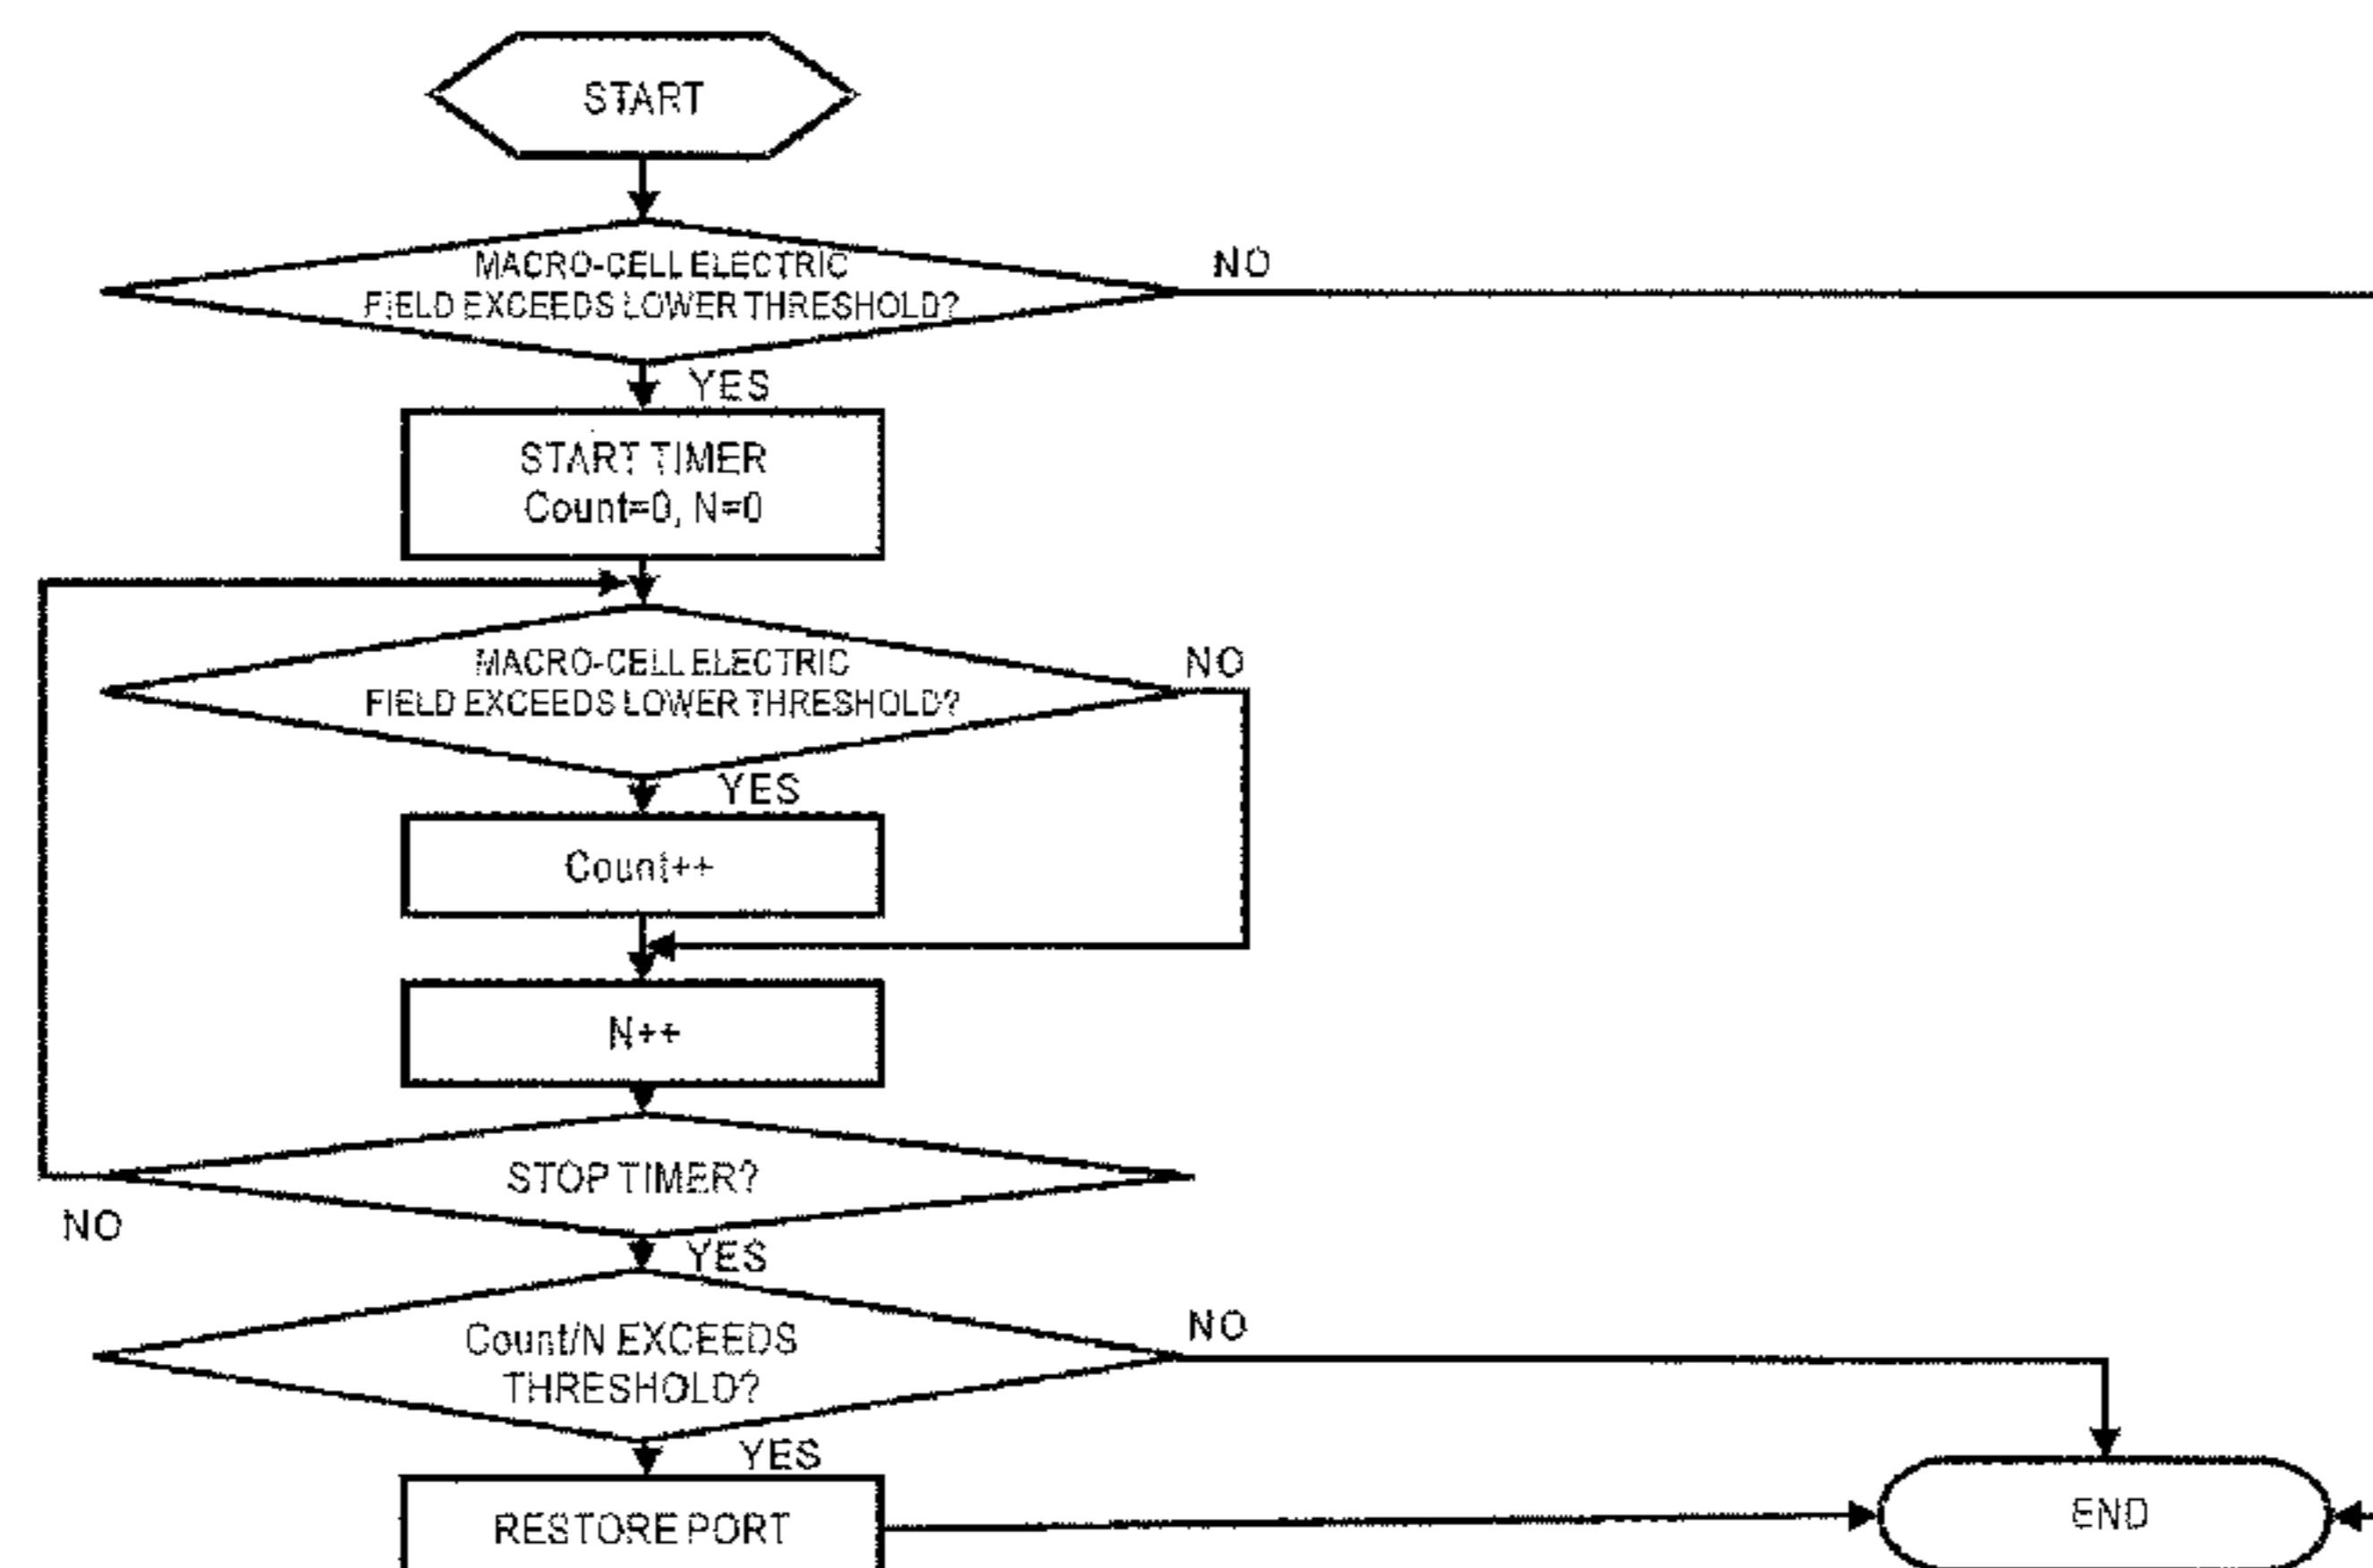 START
MACRO-CELL ELECTRIC
FIELD EXCEEDS LOWER THRESHOLD?
NO
YES
START TIMER
Count=0, N=0
MACRO-CELL ELECTRIC
FIELD EXCEEDS LOWER THRESHOLD?
NO
YES
Count++
N++
STOP TIMER?
NO
YES
Count/N EXCEEDS
THRESHOLD?
NO
YES
RESTORE PORT
END